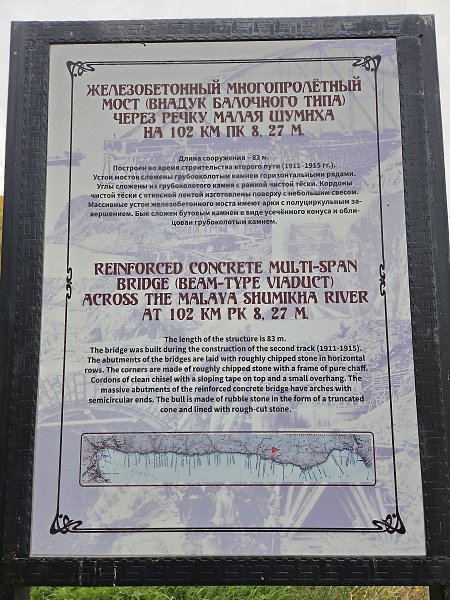 ЖЕЛЕЗОБЕТОННЫЙ МНОГОПРОЛЁТНЫЙ
МОСТ (ВИАДУК БАЛОЧНОГО ТИПА)
ЧЕРЕЗ РЕЧКУ МАЛАЯ ШУМИХА
НА 102 КМ ПК 8, 27 М.
Длина сооружения – 83 м.
Построен во время строительства второго пути (1911–1915 гг.).
Устои мостов сложены грубоколотым камнем горизонтальными рядами.
Углы сложены из грубоколотого камня с рамкой чистой тёски. Кордоны
чистой тёски с откосной лентой изготовлены поверху с небольшим свесом.
Массивные устои железобетонного моста имеют арки с полуциркульным за-
вершением. Бык сложен бутовым камнем в виде усечённого конуса и обли-
цован грубоколотым камнем.
REINFORCED CONCRETE MULTI-SPAN
BRIDGE (BEAM-TYPE VIADUCT)
ACROSS THE MALAYA SHUMIKHA RIVER
AT 102 KM PK 8, 27 M.
The length of the structure is 83 m.
The bridge was built during the construction of the second track (1911-1915).
The abutments of the bridges are laid with roughly chipped stone in horizontal
rows. The corners are made of roughly chipped stone with a frame of pure chaff.
Cordons of clean chisel with a sloping tape on top and a small overhang. The
massive abutments of the reinforced concrete bridge have arches with
semicircular ends. The bull is made of rubble stone in the form of a truncated
cone and lined with rough-cut stone.